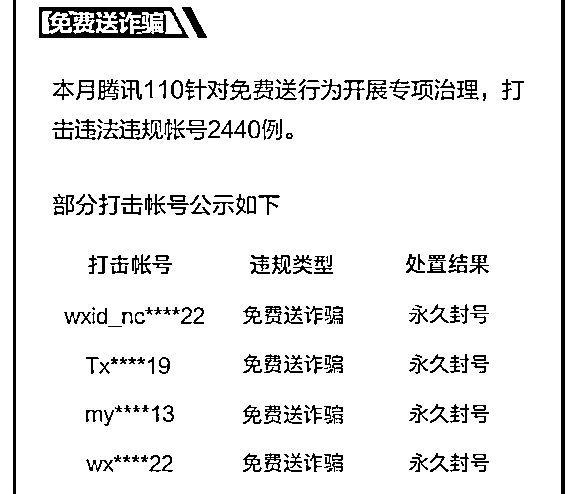 免费送诈骗
本月腾讯110针对免费送行为开展专项治理，打
击违法违规帐号2440例。
部分打击帐号公示如下
打击帐号 违规类型 处置结果
wxid_nc****22 免费送诈骗 永久封号
Tx****19 免费送诈骗 永久封号
my****13 免费送诈骗 永久封号
wx****22 免费送诈骗 永久封号